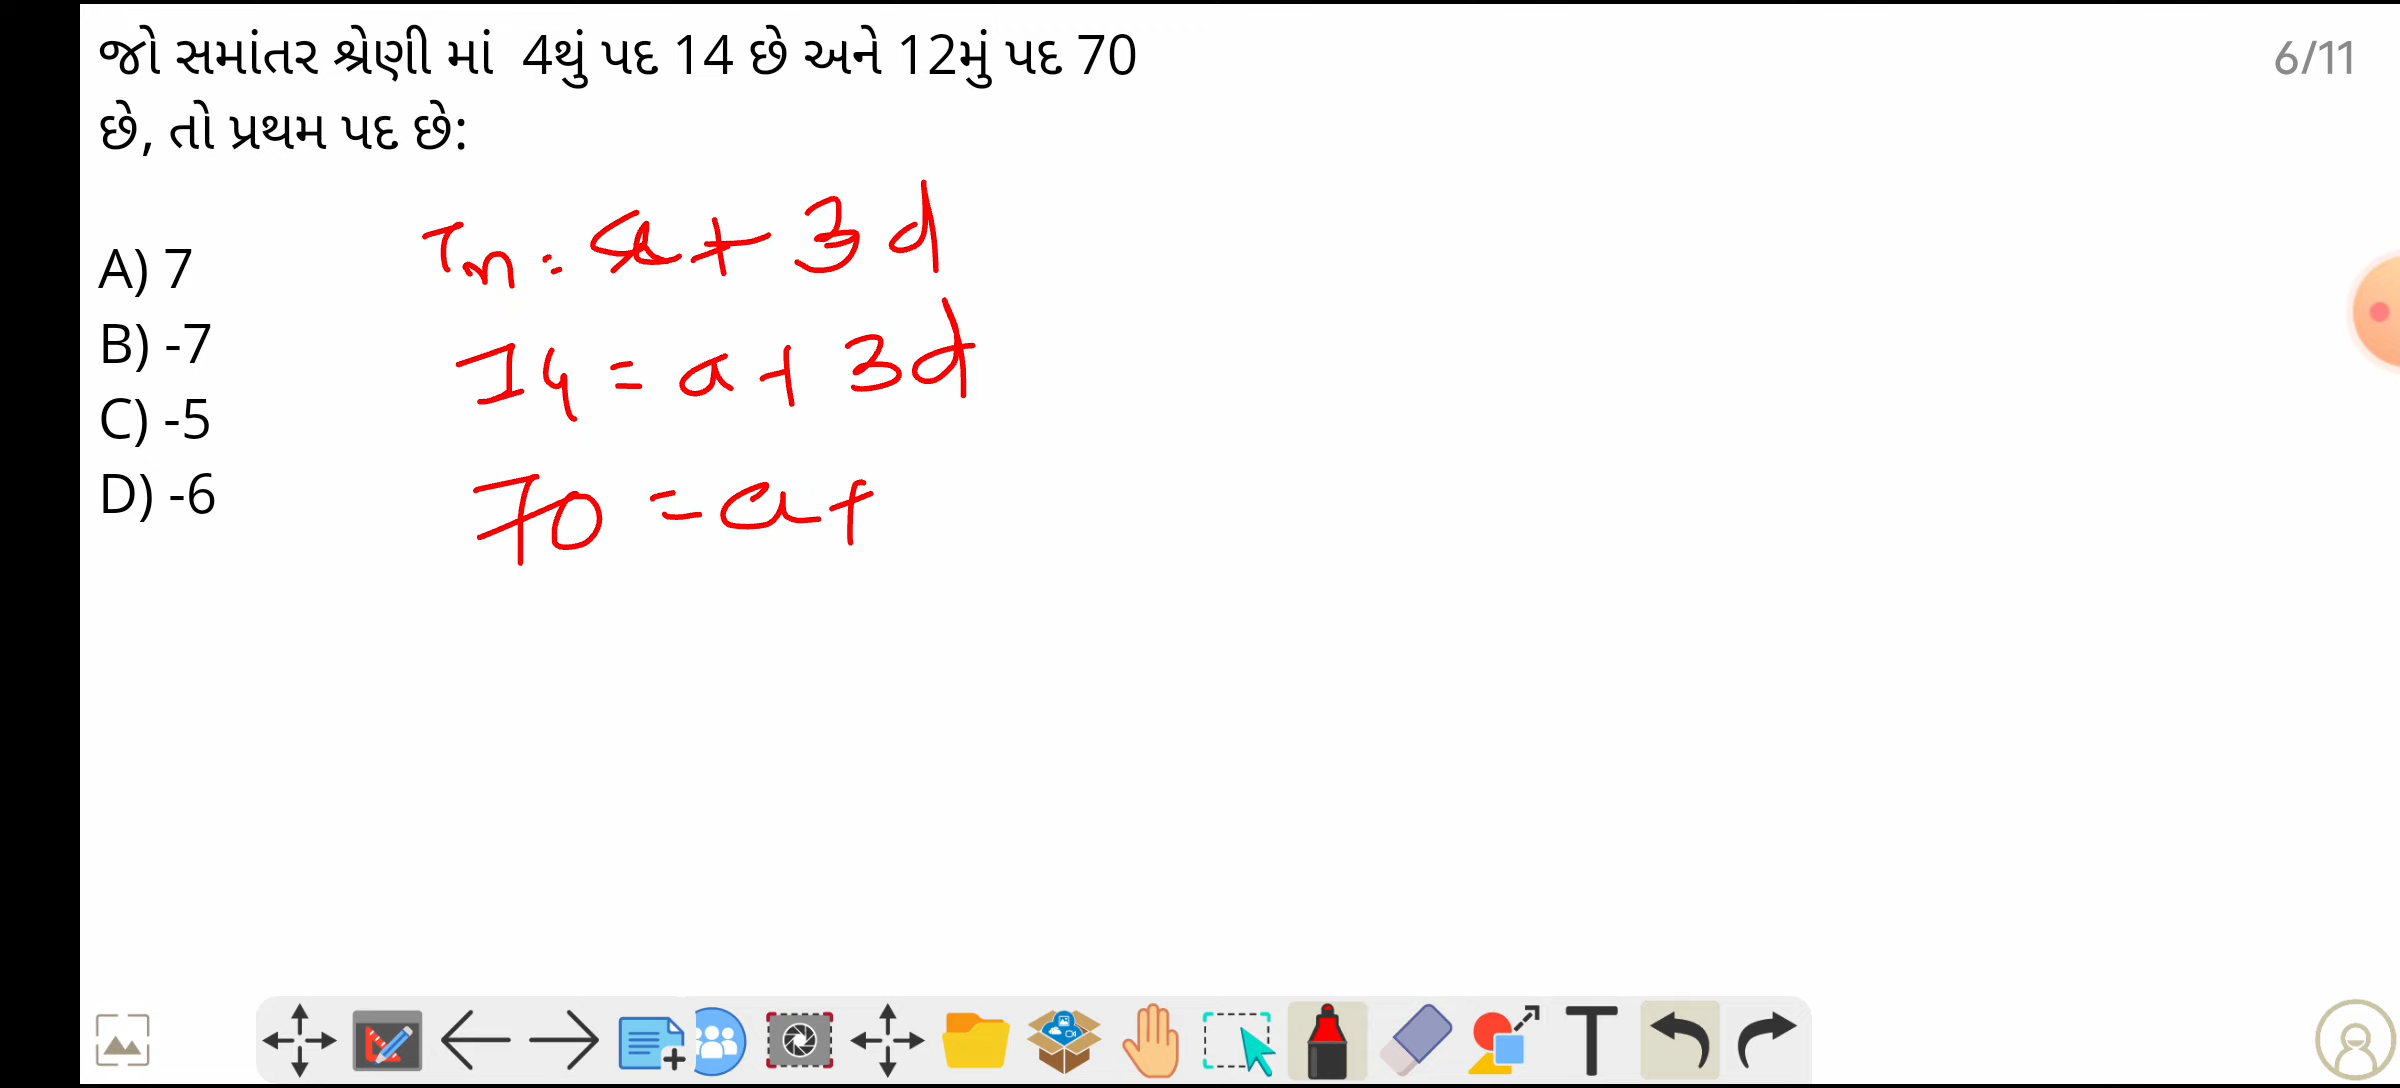 જો સમાંતર શ્રેણી માં 4થું પદ 14 છે અને 12મું પદ 70
છે, તો પ્રથમ પદ છે:
6/11
A) 7
B) -7
C) -5
D) -6
Tn = a + 3d
14 = a + 3d
70 = a +